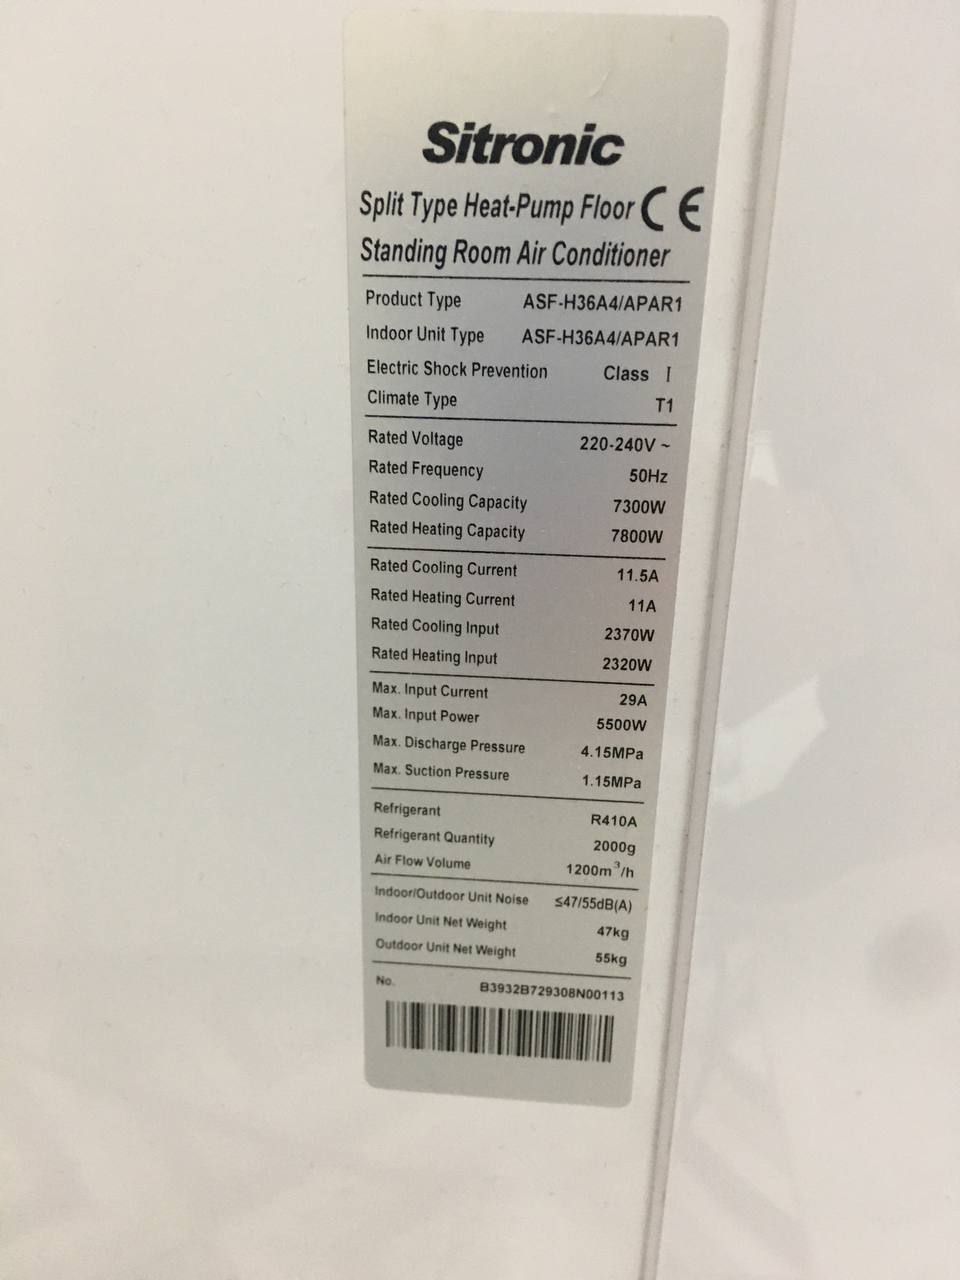 Sitronic
Split Type Heat-Pump Floor CE
Standing Room Air Conditioner
Product Type ASF-H36A4/APAR1
Indoor Unit Type ASF-H36A4/APAR1
Electric Shock Prevention Class I
Climate Type T1
Rated Voltage 220-240V ~
Rated Frequency 50Hz
Rated Cooling Capacity 7300W
Rated Heating Capacity 7800W
Rated Cooling Current 11.5A
Rated Heating Current 11A
Rated Cooling Input 2370W
Rated Heating Input 2320W
Max. Input Current 29A
Max. Input Power 5500W
Max. Discharge Pressure 4.15MPa
Max. Suction Pressure 1.15MPa
Refrigerant R410A
Refrigerant Quantity 2000g
Air Flow Volume 1200m³/h
Indoor/Outdoor Unit Noise ≤47/55dB(A)
Indoor Unit Net Weight 47kg
Outdoor Unit Net Weight 55kg
No. B3932B729308N00113